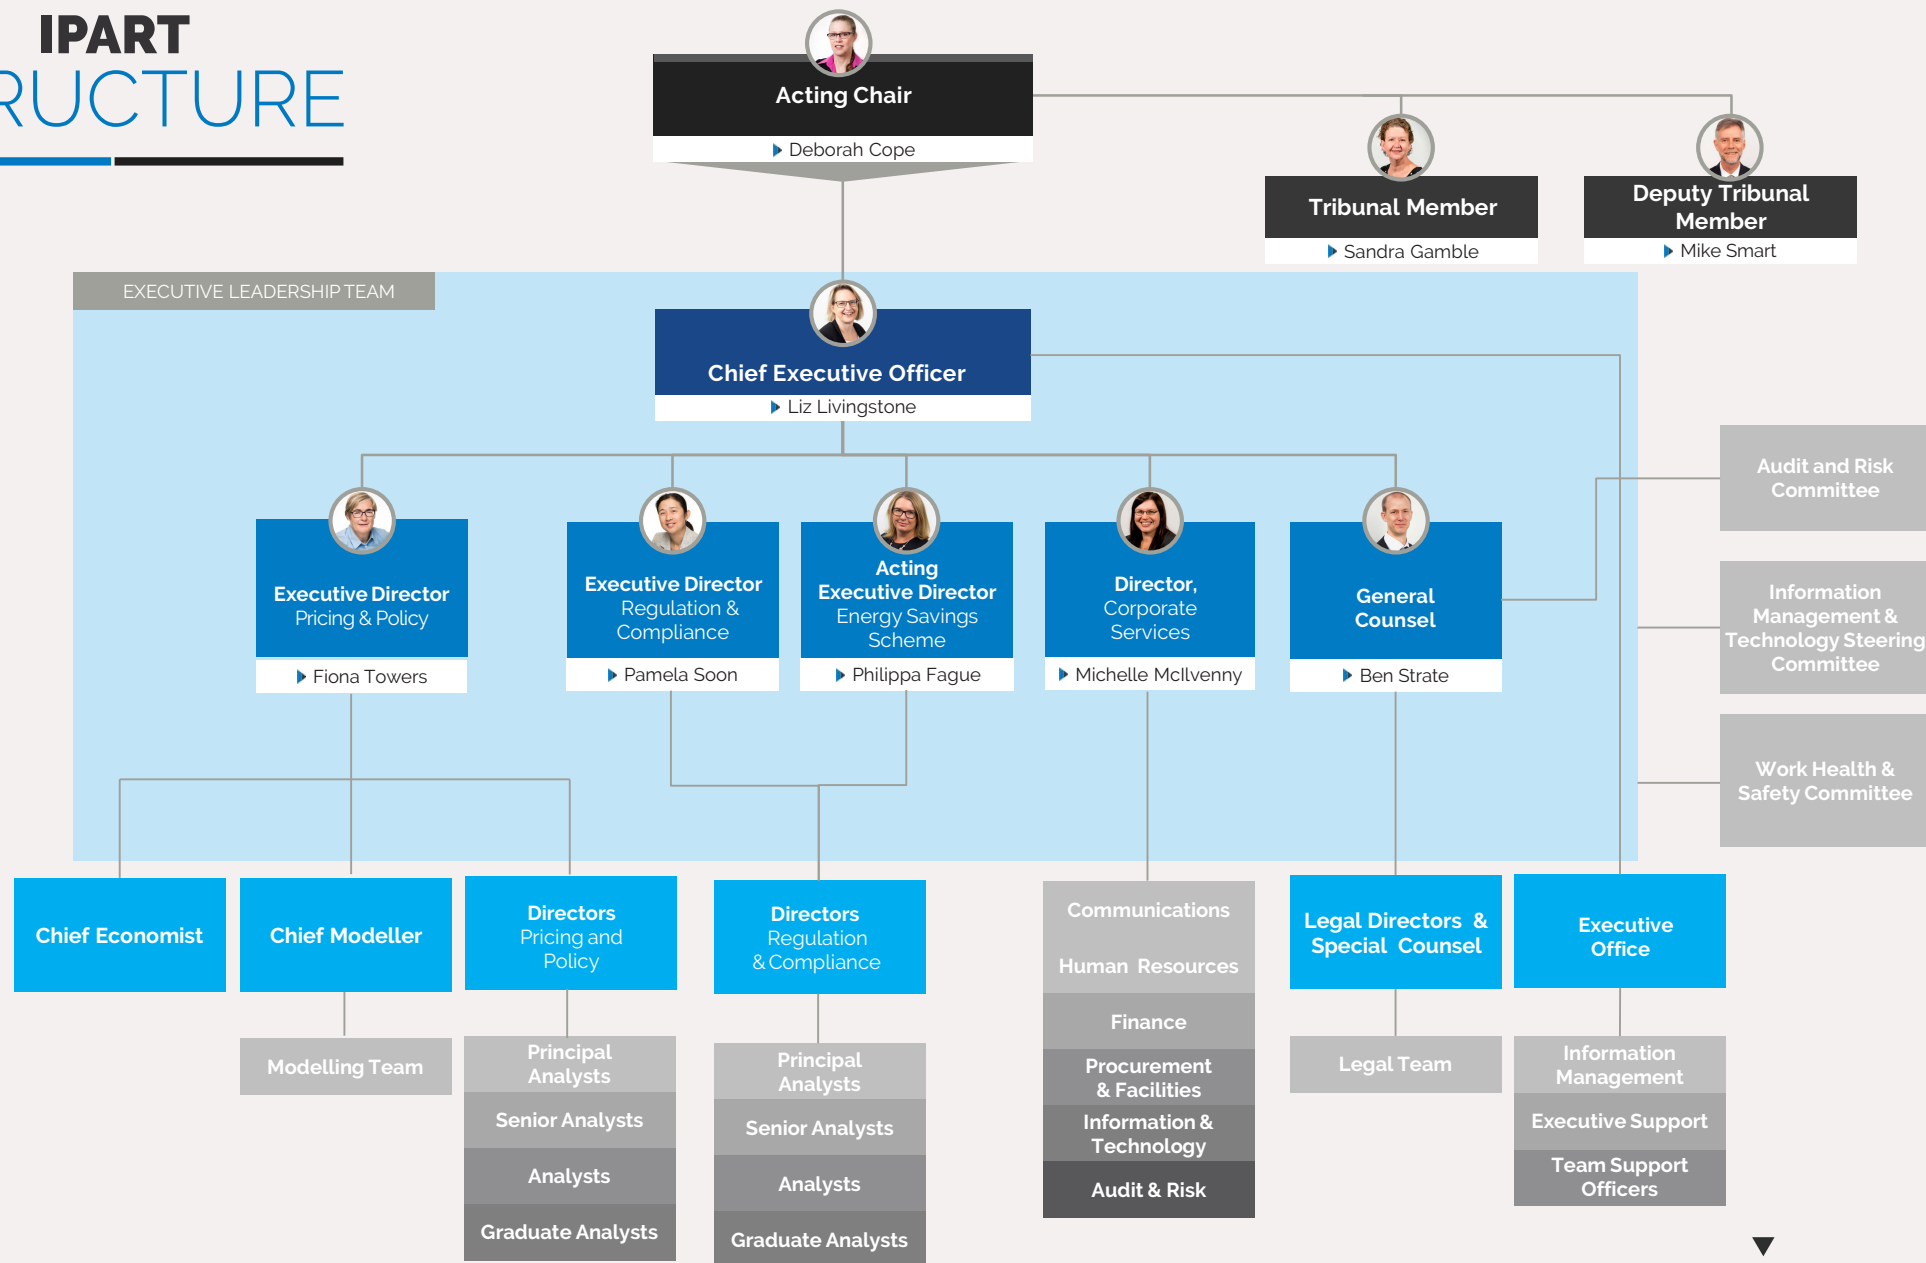 IPART
RUCTURE
Acting Chair
Deborah Cope
Tribunal Member
Sandra Gamble
Deputy Tribunal
Member
Mike Smart
EXECUTIVE LEADERSHIP TEAM
Chief Executive Officer
Liz Livingstone
Executive Director
Pricing & Policy
Fiona Towers
Executive Director
Regulation &
Compliance
Pamela Soon
Acting
Executive Director
Energy Savings
Scheme
Philippa Fague
Director,
Corporate
Services
Michelle McIlvenny
General
Counsel
Ben Strate
Audit and Risk
Committee
Information
Management &
Technology Steering
Committee
Work Health &
Safety Committee
Chief Economist
Chief Modeller
Modelling Team
Directors
Pricing and
Policy
Principal
Analysts
Senior Analysts
Analysts
Graduate Analysts
Directors
Regulation
& Compliance
Principal
Analysts
Senior Analysts
Analysts
Graduate Analysts
Communications
Human Resources
Finance
Procurement
& Facilities
Information &
Technology
Audit & Risk
Legal Directors &
Special Counsel
Legal Team
Executive
Office
Information
Management
Executive Support
Team Support
Officers